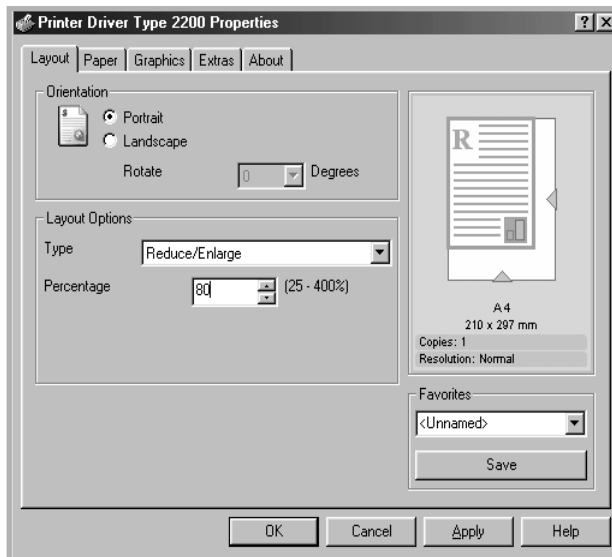 Printer Driver Type 2200 Properties
Layout Paper Graphics Extras About
Orientation
Portrait
Landscape
Rotate 0 Degrees
Layout Options
Type Reduce/Enlarge
Percentage 80 (25 - 400%)
R
A4
210 x 297 mm
Copies: 1
Resolution: Normal
Favorites
<Unnamed>
Save
OK Cancel Apply Help